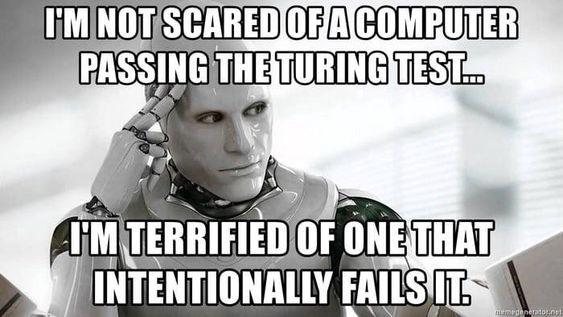 I'M NOT SCARED OF A COMPUTER
PASSING THE TURING TEST...
I'M TERRIFIED OF ONE THAT
INTENTIONALLY FAILS IT.
memegenerator.net